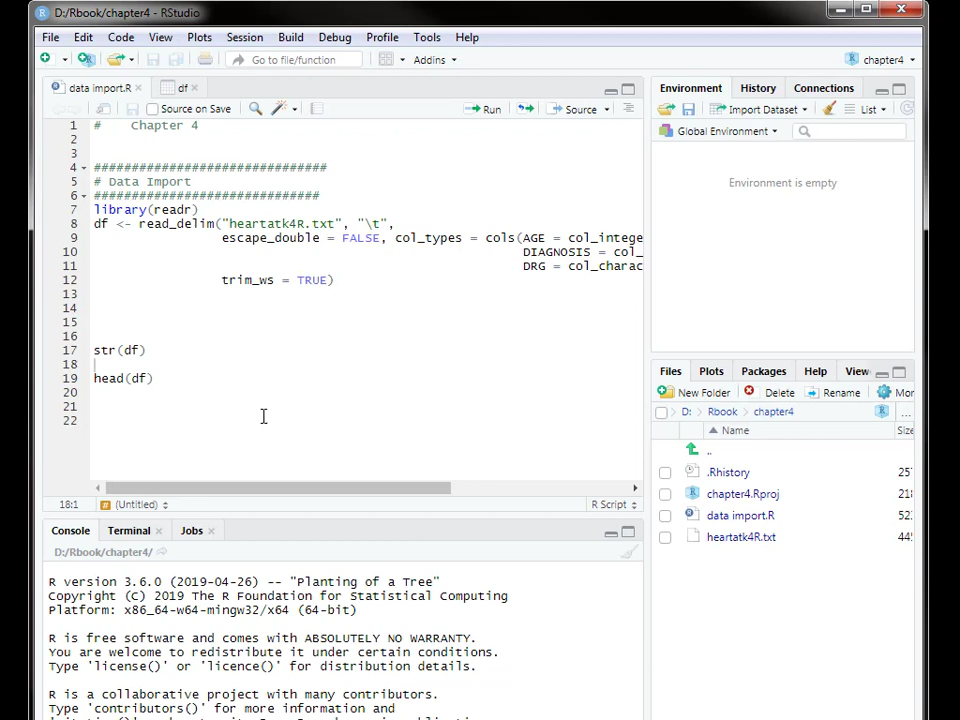 D:/Rbook/chapter4 - RStudio
File Edit Code View Plots Session Build Debug Profile Tools Help
Go to file/function Addins chapter4
data import.R df
Source on Save Run Source
1 #    Chapter 4
2
3
4 ###############################
5 # Data Import
6 ##############################
7 library(readr)
8 df <- read_delim("heartatk4R.txt", "\t",
9 escape_double = FALSE, col_types = cols(AGE = col_intege
10 DIAGNOSIS = col_
11 DRG = col_charac
12 trim_ws = TRUE)
13
14
15
16
17 str(df)
18
19 head(df)
20
21
22
18:1 # (Untitled) R Script
Console Terminal Jobs
D:/Rbook/chapter4/
R version 3.6.0 (2019-04-26) -- "Planting of a Tree"
Copyright (C) 2019 The R Foundation for Statistical Computing
Platform: x86_64-w64-mingw32/x64 (64-bit)
R is free software and comes with ABSOLUTELY NO WARRANTY.
You are welcome to redistribute it under certain conditions.
Type 'license()' or 'licence()' for distribution details.
R is a collaborative project with many contributors.
Type 'contributors()' for more information and
Environment History Connections
Import Dataset List
Global Environment
Environment is empty
Files Plots Packages Help View
New Folder Delete Rename Mor
D: Rbook chapter4 ...
Name Size
..
.Rhistory 257
chapter4.Rproj 218
data import.R 52
heartatk4R.txt 445